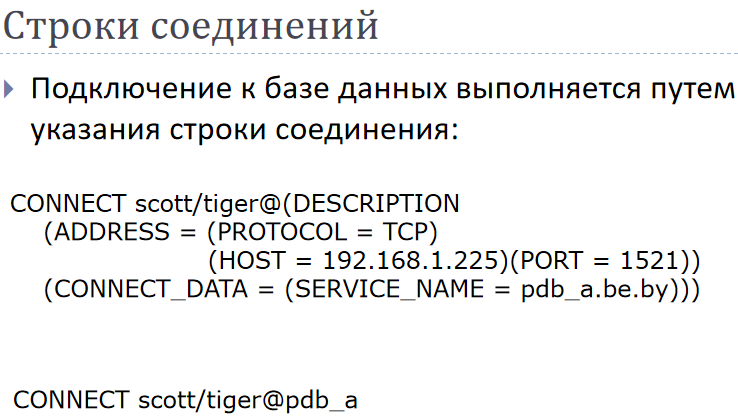 Строки соединений
Подключение к базе данных выполняется путем
указания строки соединения:
CONNECT scott/tiger@(DESCRIPTION
(ADDRESS = (PROTOCOL = TCP)
(HOST = 192.168.1.225)(PORT = 1521))
(CONNECT_DATA = (SERVICE_NAME = pdb_a.be.by)))
CONNECT scott/tiger@pdb_a